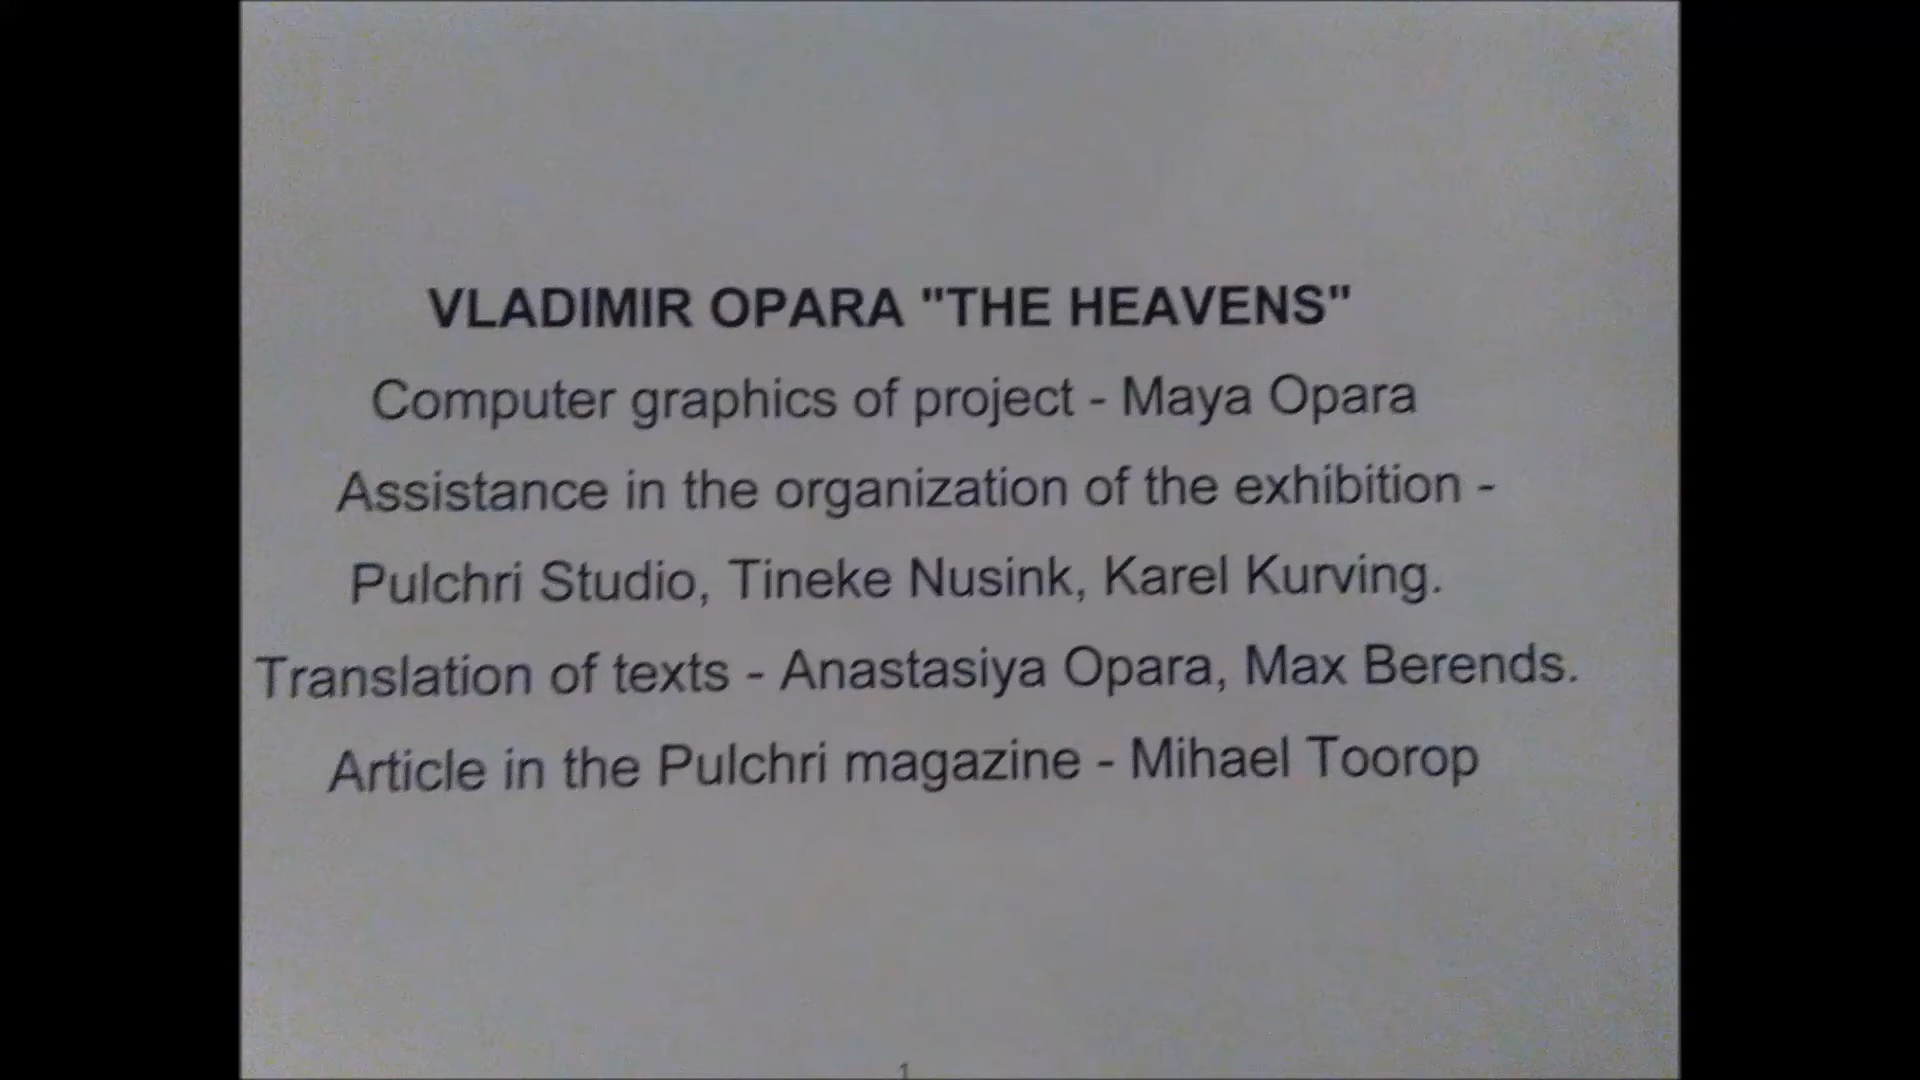 VLADIMIR OPARA "THE HEAVENS"
Computer graphics of project - Maya Opara
Assistance in the organization of the exhibition -
Pulchri Studio, Tineke Nusink, Karel Kurving.
Translation of texts - Anastasiya Opara, Max Berends.
Article in the Pulchri magazine - Mihael Toorop
1